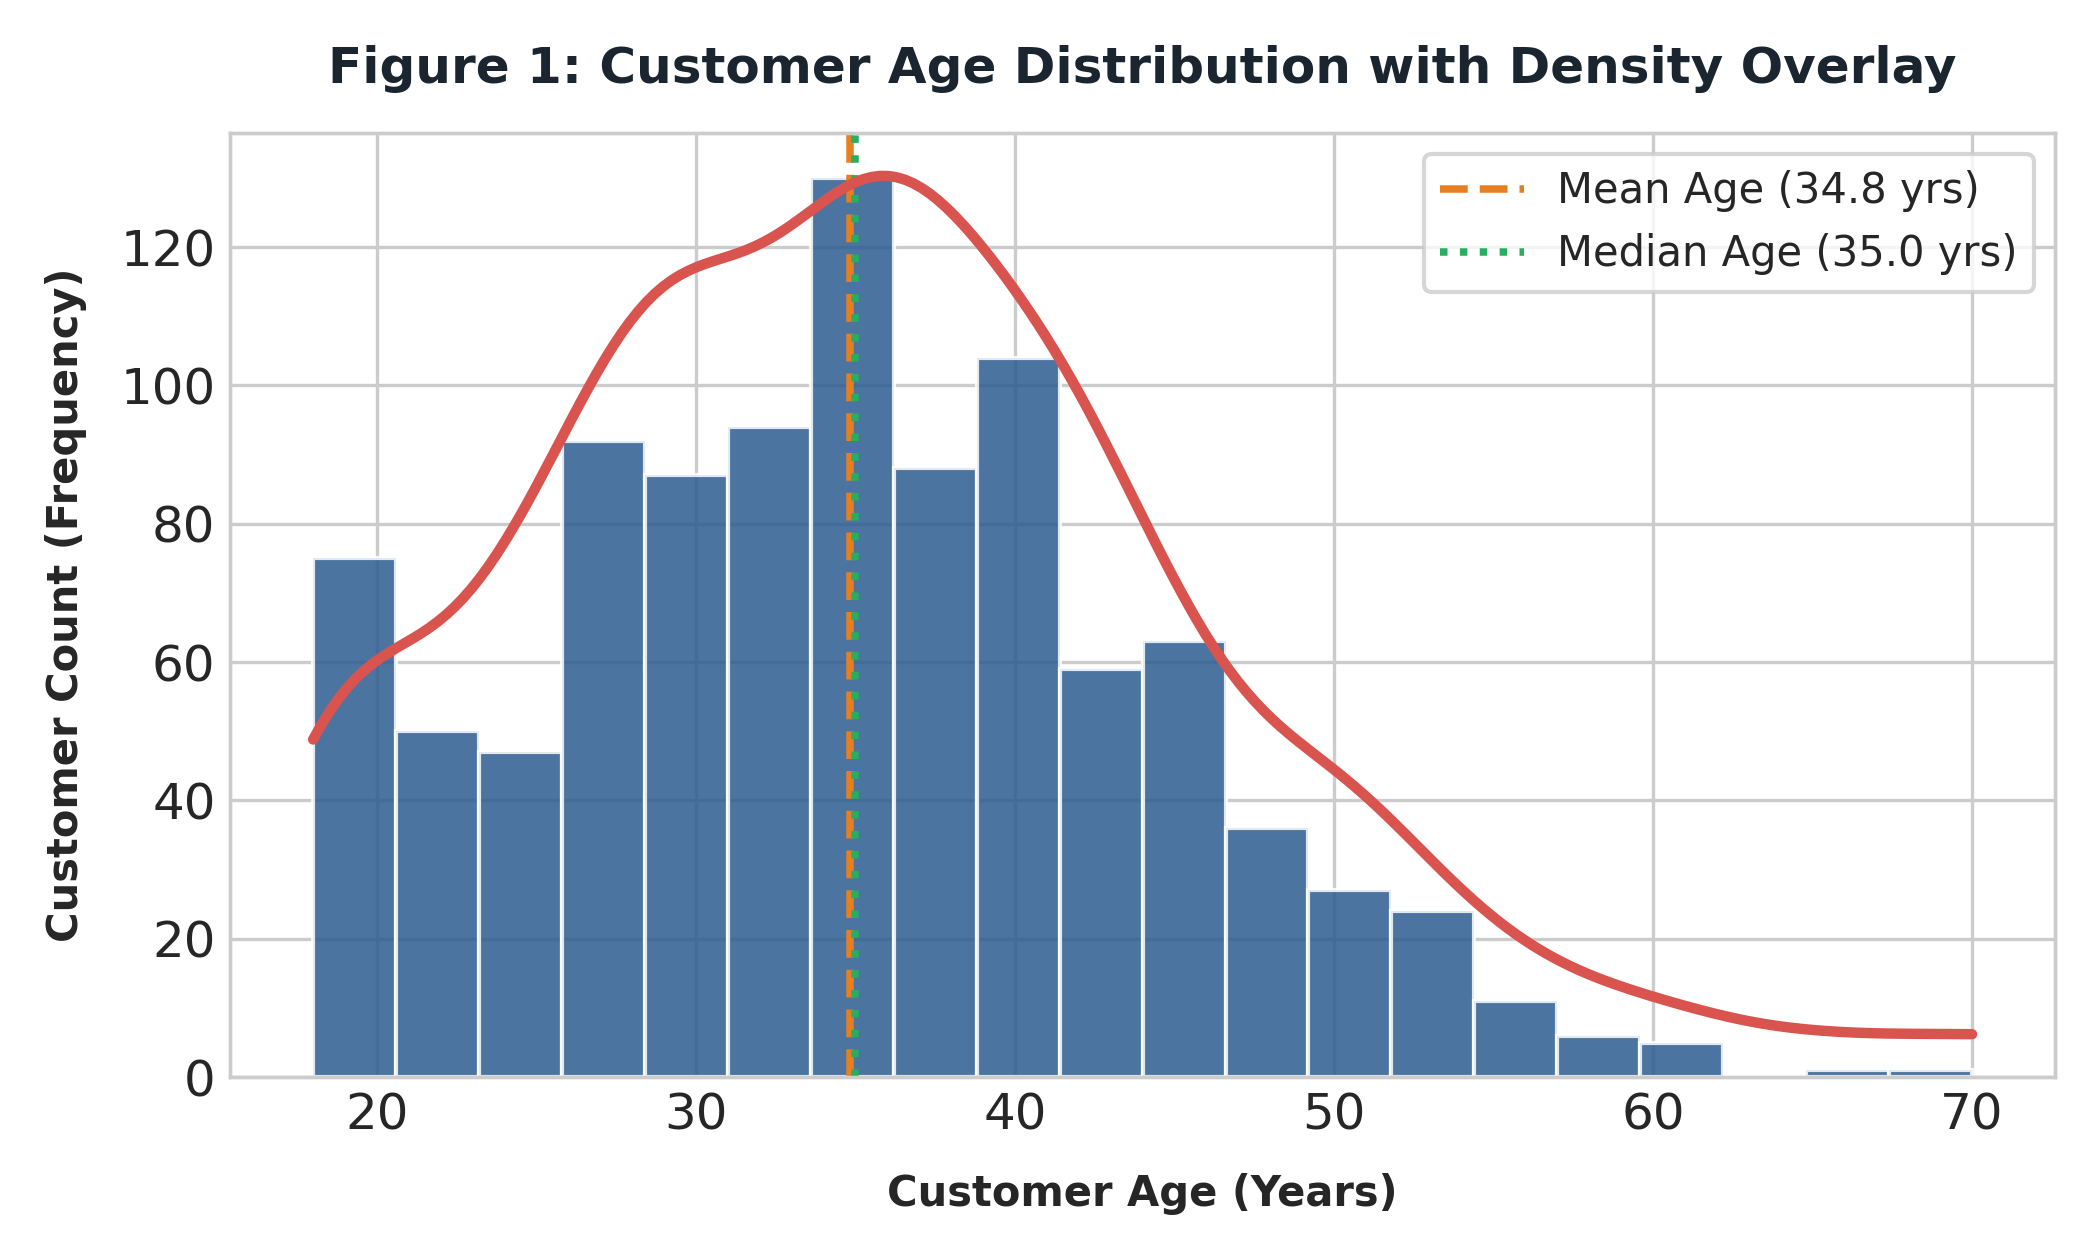 Figure 1: Customer Age Distribution with Density Overlay
Mean Age (34.8 yrs)
Median Age (35.0 yrs)
Customer Count (Frequency)
120
100
80
60
40
20
0
20 30 40 50 60 70
Customer Age (Years)